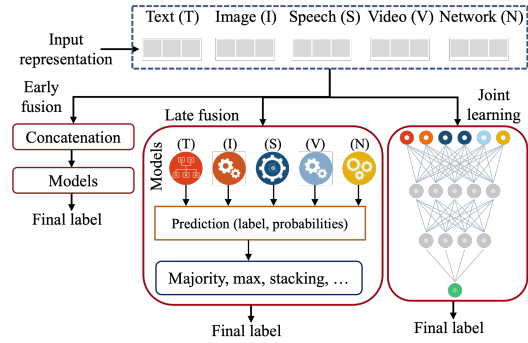 Text (T) Image (I) Speech (S) Video (V) Network (N)
Input
representation
Early
fusion
Concatenation
Models
Final label
Late fusion
Models
(T) (I) (S) (V) (N)
Prediction (label, probabilities)
Majority, max, stacking, …
Final label
Joint
learning
Final label